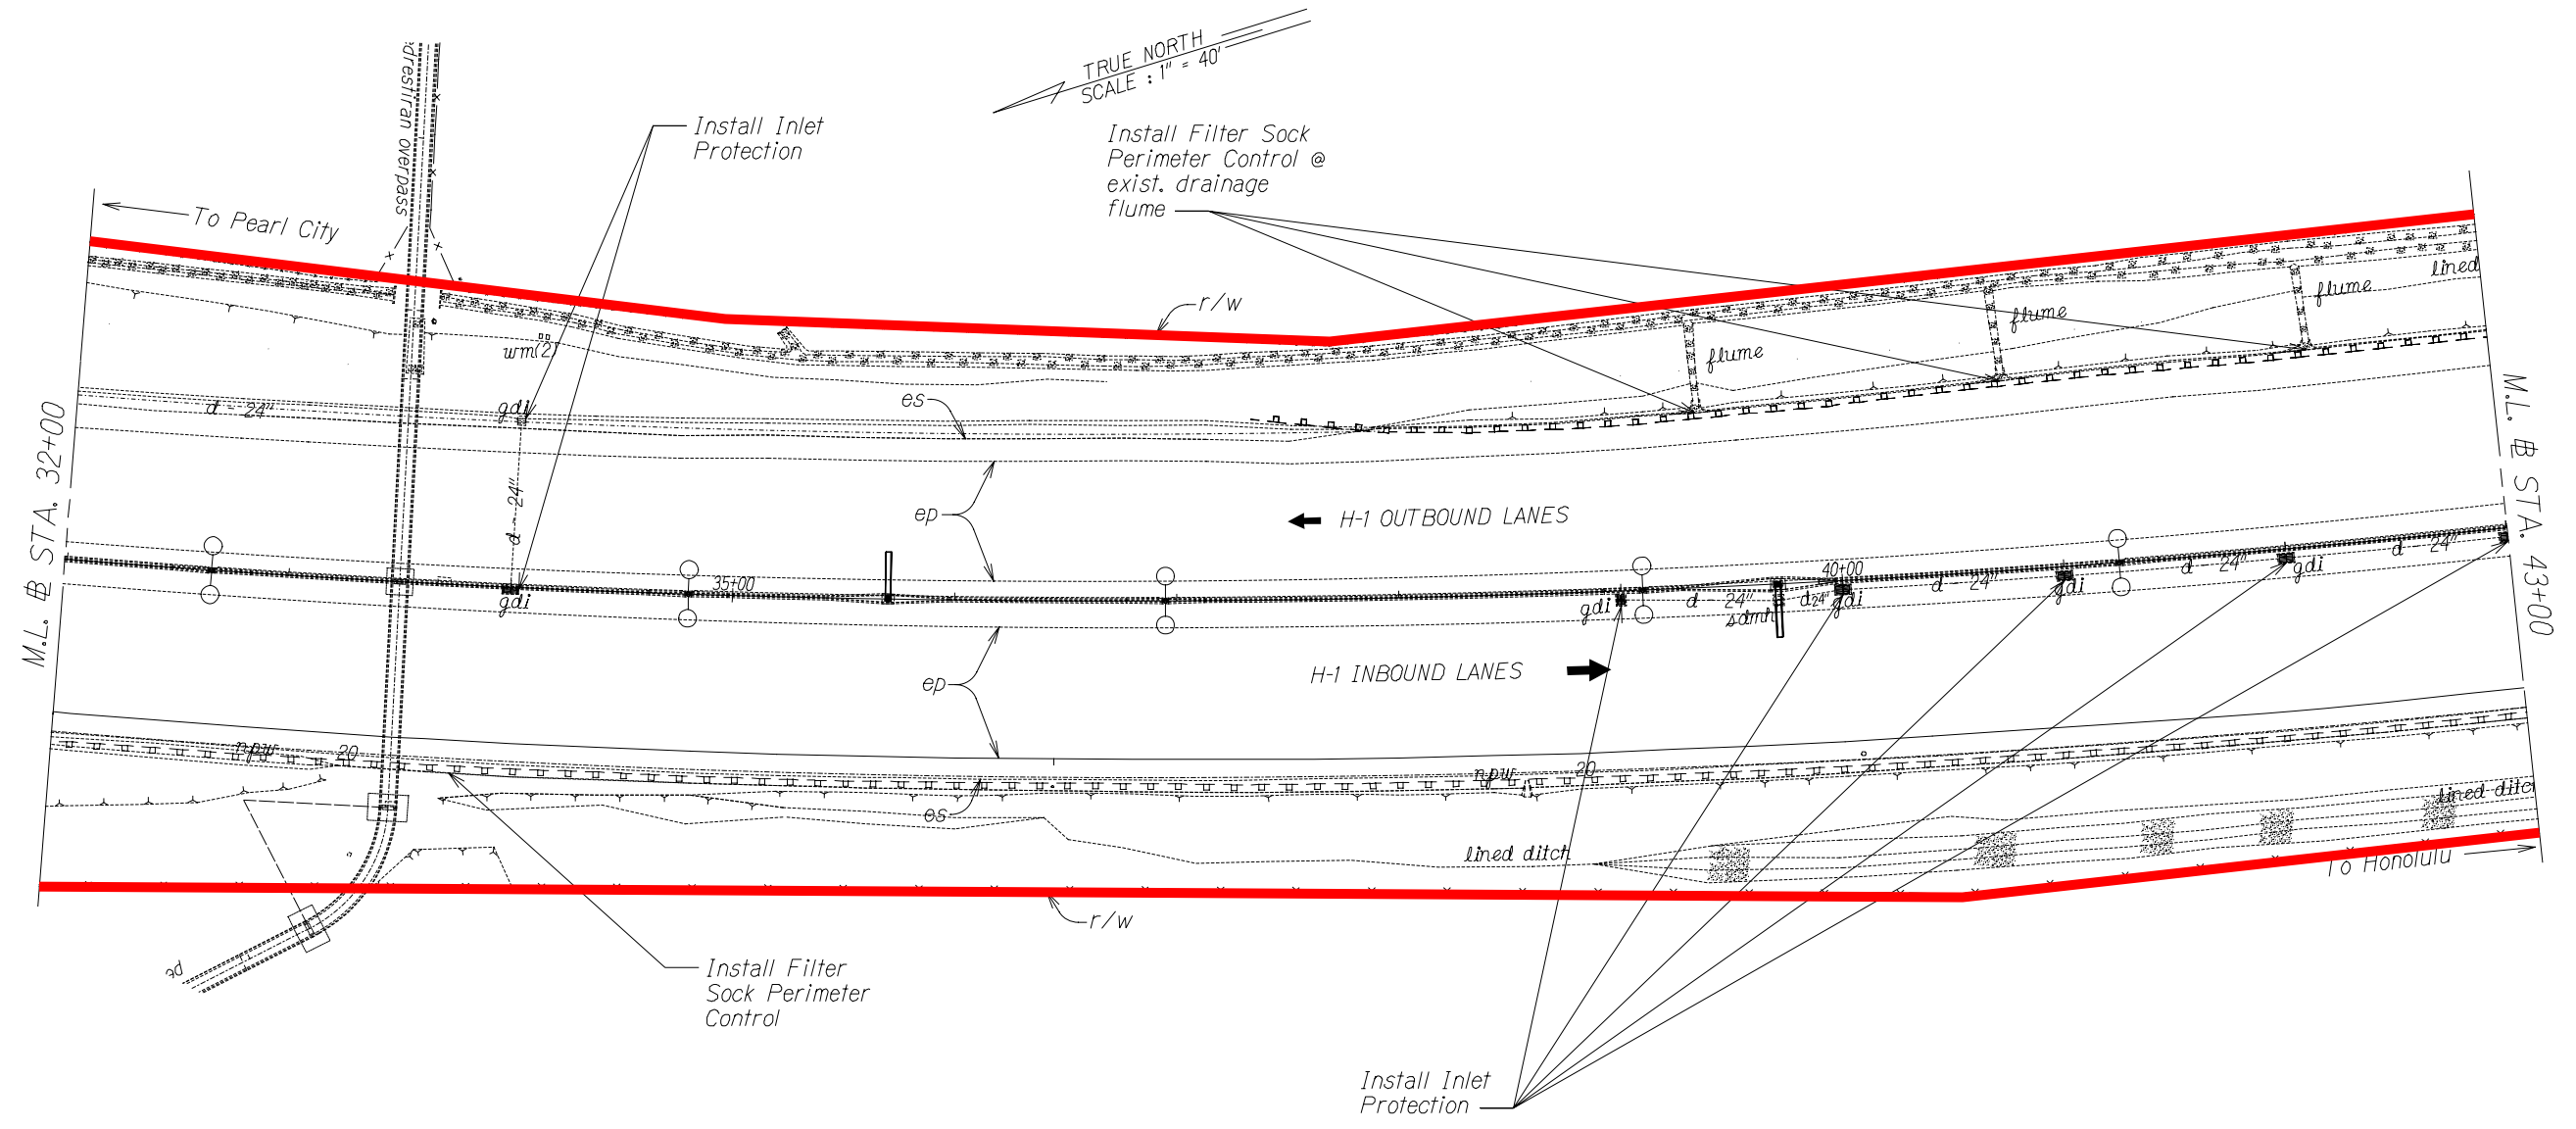 TRUE NORTH
SCALE : 1" = 40'
Install Inlet
Protection
Install Filter Sock
Perimeter Control @
exist. drainage
flume
To Pearl City
drestiran overpass
r/w
lined
flume
flume
flume
wm(2)
gdi
d - 24"
es
ep
d - 24"
H-1 OUTBOUND LANES
M.L. B STA. 32+00
M.L. B STA. 43+00
35+00
40+00
gdi
gdi
d 24"
d 24"
sdmh
gdi
d 24"
gdi
d 24"
gdi
d - 24"
H-1 INBOUND LANES
ep
npw 20
npw 20
es
lined ditch
lined ditch
To Honolulu
r/w
pe
Install Filter
Sock Perimeter
Control
Install Inlet
Protection